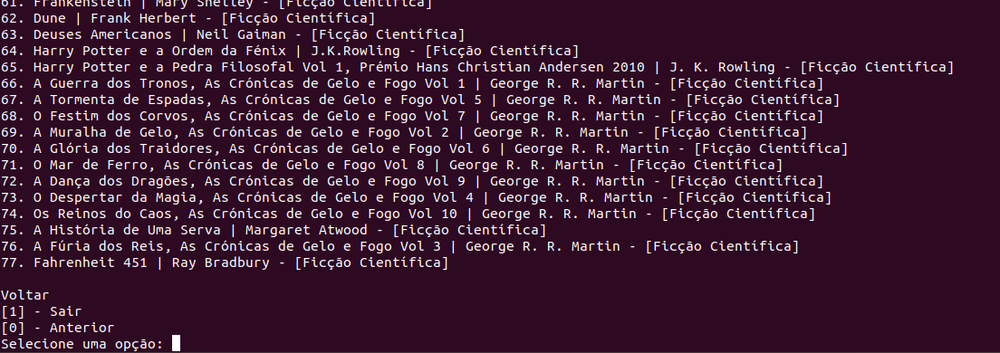 61. Frankenstein | Mary Shelley - [Ficção Científica]
62. Dune | Frank Herbert - [Ficção Científica]
63. Deuses Americanos | Neil Gaiman - [Ficção Científica]
64. Harry Potter e a Ordem da Fénix | J.K.Rowling - [Ficção Científica]
65. Harry Potter e a Pedra Filosofal Vol 1, Prémio Hans Christian Andersen 2010 | J. K. Rowling - [Ficção Científica]
66. A Guerra dos Tronos, As Crónicas de Gelo e Fogo Vol 1 | George R. R. Martin - [Ficção Científica]
67. A Tormenta de Espadas, As Crónicas de Gelo e Fogo Vol 5 | George R. R. Martin - [Ficção Científica]
68. O Festim dos Corvos, As Crónicas de Gelo e Fogo Vol 7 | George R. R. Martin - [Ficção Científica]
69. A Muralha de Gelo, As Crónicas de Gelo e Fogo Vol 2 | George R. R. Martin - [Ficção Científica]
70. A Glória dos Traidores, As Crónicas de Gelo e Fogo Vol 6 | George R. R. Martin - [Ficção Científica]
71. O Mar de Ferro, As Crónicas de Gelo e Fogo Vol 8 | George R. R. Martin - [Ficção Científica]
72. A Dança dos Dragões, As Crónicas de Gelo e Fogo Vol 9 | George R. R. Martin - [Ficção Científica]
73. O Despertar da Magia, As Crónicas de Gelo e Fogo Vol 4 | George R. R. Martin - [Ficção Científica]
74. Os Reinos do Caos, As Crónicas de Gelo e Fogo Vol 10 | George R. R. Martin - [Ficção Científica]
75. A História de Uma Serva | Margaret Atwood - [Ficção Científica]
76. A Fúria dos Reis, As Crónicas de Gelo e Fogo Vol 3 | George R. R. Martin - [Ficção Científica]
77. Fahrenheit 451 | Ray Bradbury - [Ficção Científica]
Voltar
[1] - Sair
[0] - Anterior
Selecione uma opção: